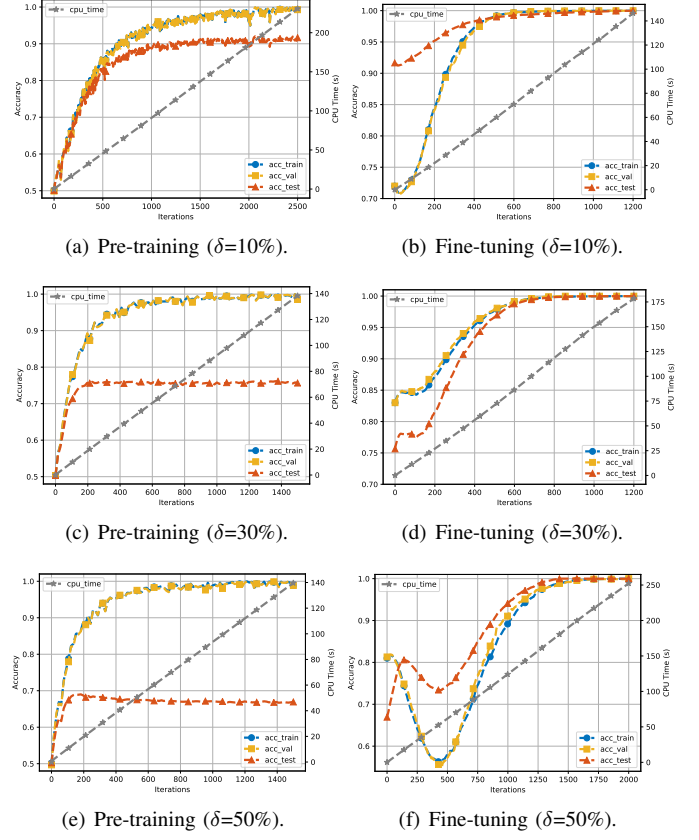 1.0
0.9
0.8
0.7
0.6
0.5
Accuracy
cpu_time
acc_train
acc_val
acc_test
200
150
100
50
0
CPU Time (s)
0 500 1000 1500 2000 2500
Iterations
(a) Pre-training (δ=10%).
1.00
0.95
0.90
0.85
0.80
0.75
0.70
Accuracy
cpu_time
acc_train
acc_val
acc_test
140
120
100
80
60
40
20
0
CPU Time (s)
0 200 400 600 800 1000 1200
Iterations
(b) Fine-tuning (δ=10%).
1.0
0.9
0.8
0.7
0.6
0.5
Accuracy
cpu_time
acc_train
acc_val
acc_test
140
120
100
80
60
40
20
0
CPU Time (s)
0 200 400 600 800 1000 1200 1400
Iterations
(c) Pre-training (δ=30%).
1.00
0.95
0.90
0.85
0.80
0.75
0.70
Accuracy
cpu_time
acc_train
acc_val
acc_test
175
150
125
100
75
50
25
0
CPU Time (s)
0 200 400 600 800 1000 1200
Iterations
(d) Fine-tuning (δ=30%).
1.0
0.9
0.8
0.7
0.6
0.5
Accuracy
cpu_time
acc_train
acc_val
acc_test
140
120
100
80
60
40
20
0
CPU Time (s)
0 200 400 600 800 1000 1200 1400
Iterations
(e) Pre-training (δ=50%).
1.0
0.9
0.8
0.7
0.6
Accuracy
cpu_time
acc_train
acc_val
acc_test
250
200
150
100
50
0
CPU Time (s)
0 250 500 750 1000 1250 1500 1750 2000
Iterations
(f) Fine-tuning (δ=50%).